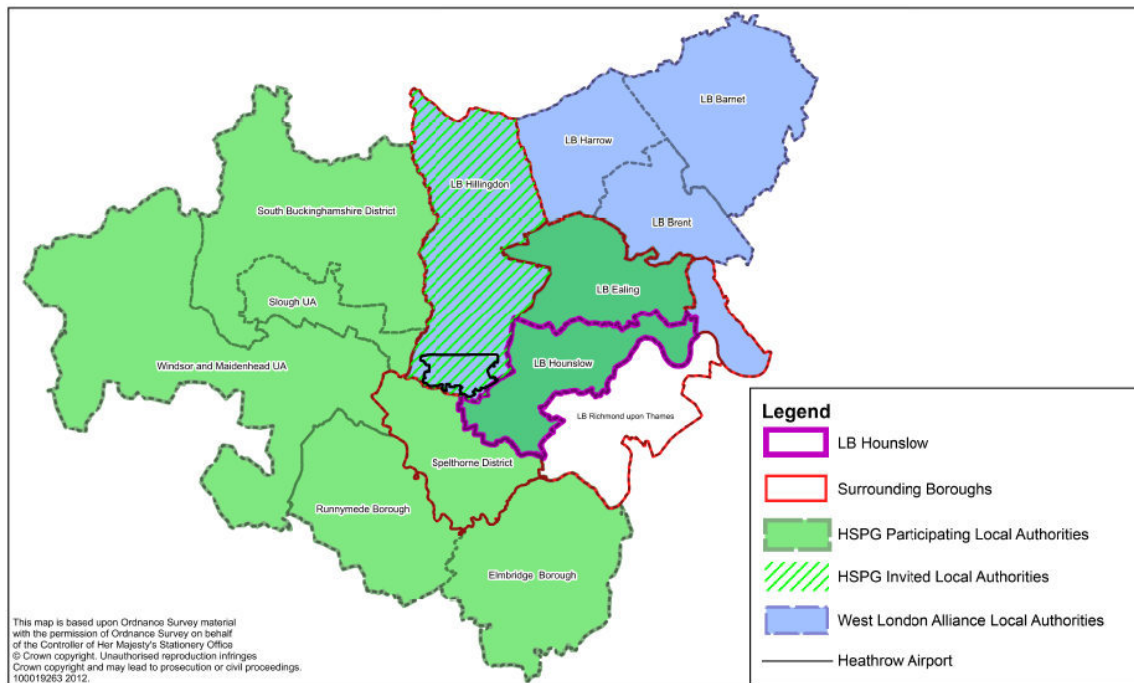 LB Barnet
LB Harrow
LB Hillingdon
South Buckinghamshire District
LB Brent
LB Ealing
Slough UA
LB Hounslow
Windsor and Maidenhead UA
LB Richmond upon Thames
Spelthorne District
Runnymede Borough
Elmbridge Borough
Legend
LB Hounslow
Surrounding Boroughs
HSPG Participating Local Authorities
HSPG Invited Local Authorities
West London Alliance Local Authorities
Heathrow Airport
This map is based upon Ordnance Survey material
with the permission of Ordnance Survey on behalf
of the Controller of Her Majesty's Stationery Office
© Crown copyright. Unauthorised reproduction infringes
Crown copyright and may lead to prosecution or civil proceedings.
100019263 2012.